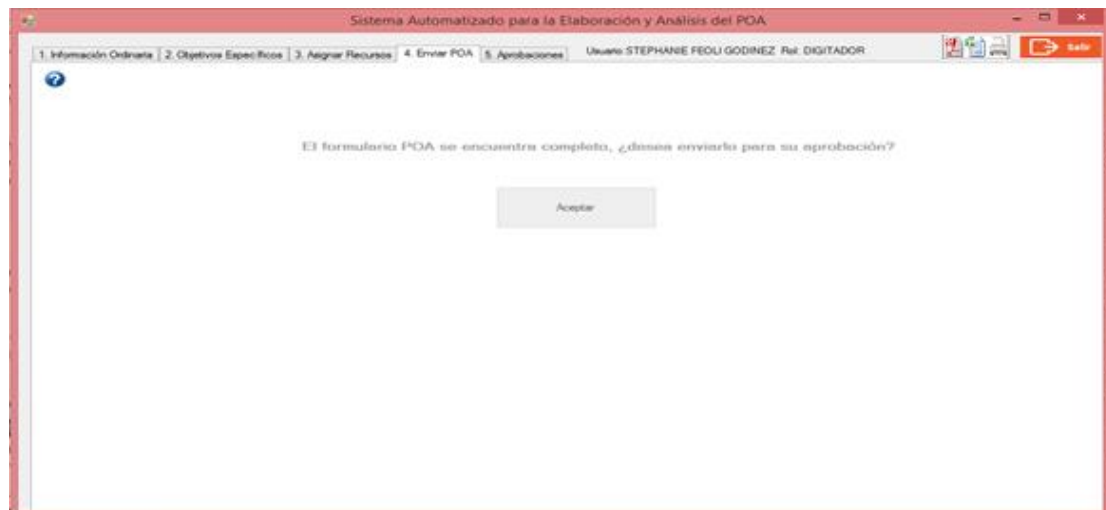 Sistema Automatizado para la Elaboración y Análisis del POA
1. Información Ordinaria 2. Objetivos Específicos 3. Asignar Recursos 4. Enviar POA 5. Aprobaciones Usuario: STEPHANIE FEOLI GODINEZ Rol: DIGITADOR Salir
El formulario POA se encuentra completo, ¿desea enviarlo para su aprobación?
Aceptar